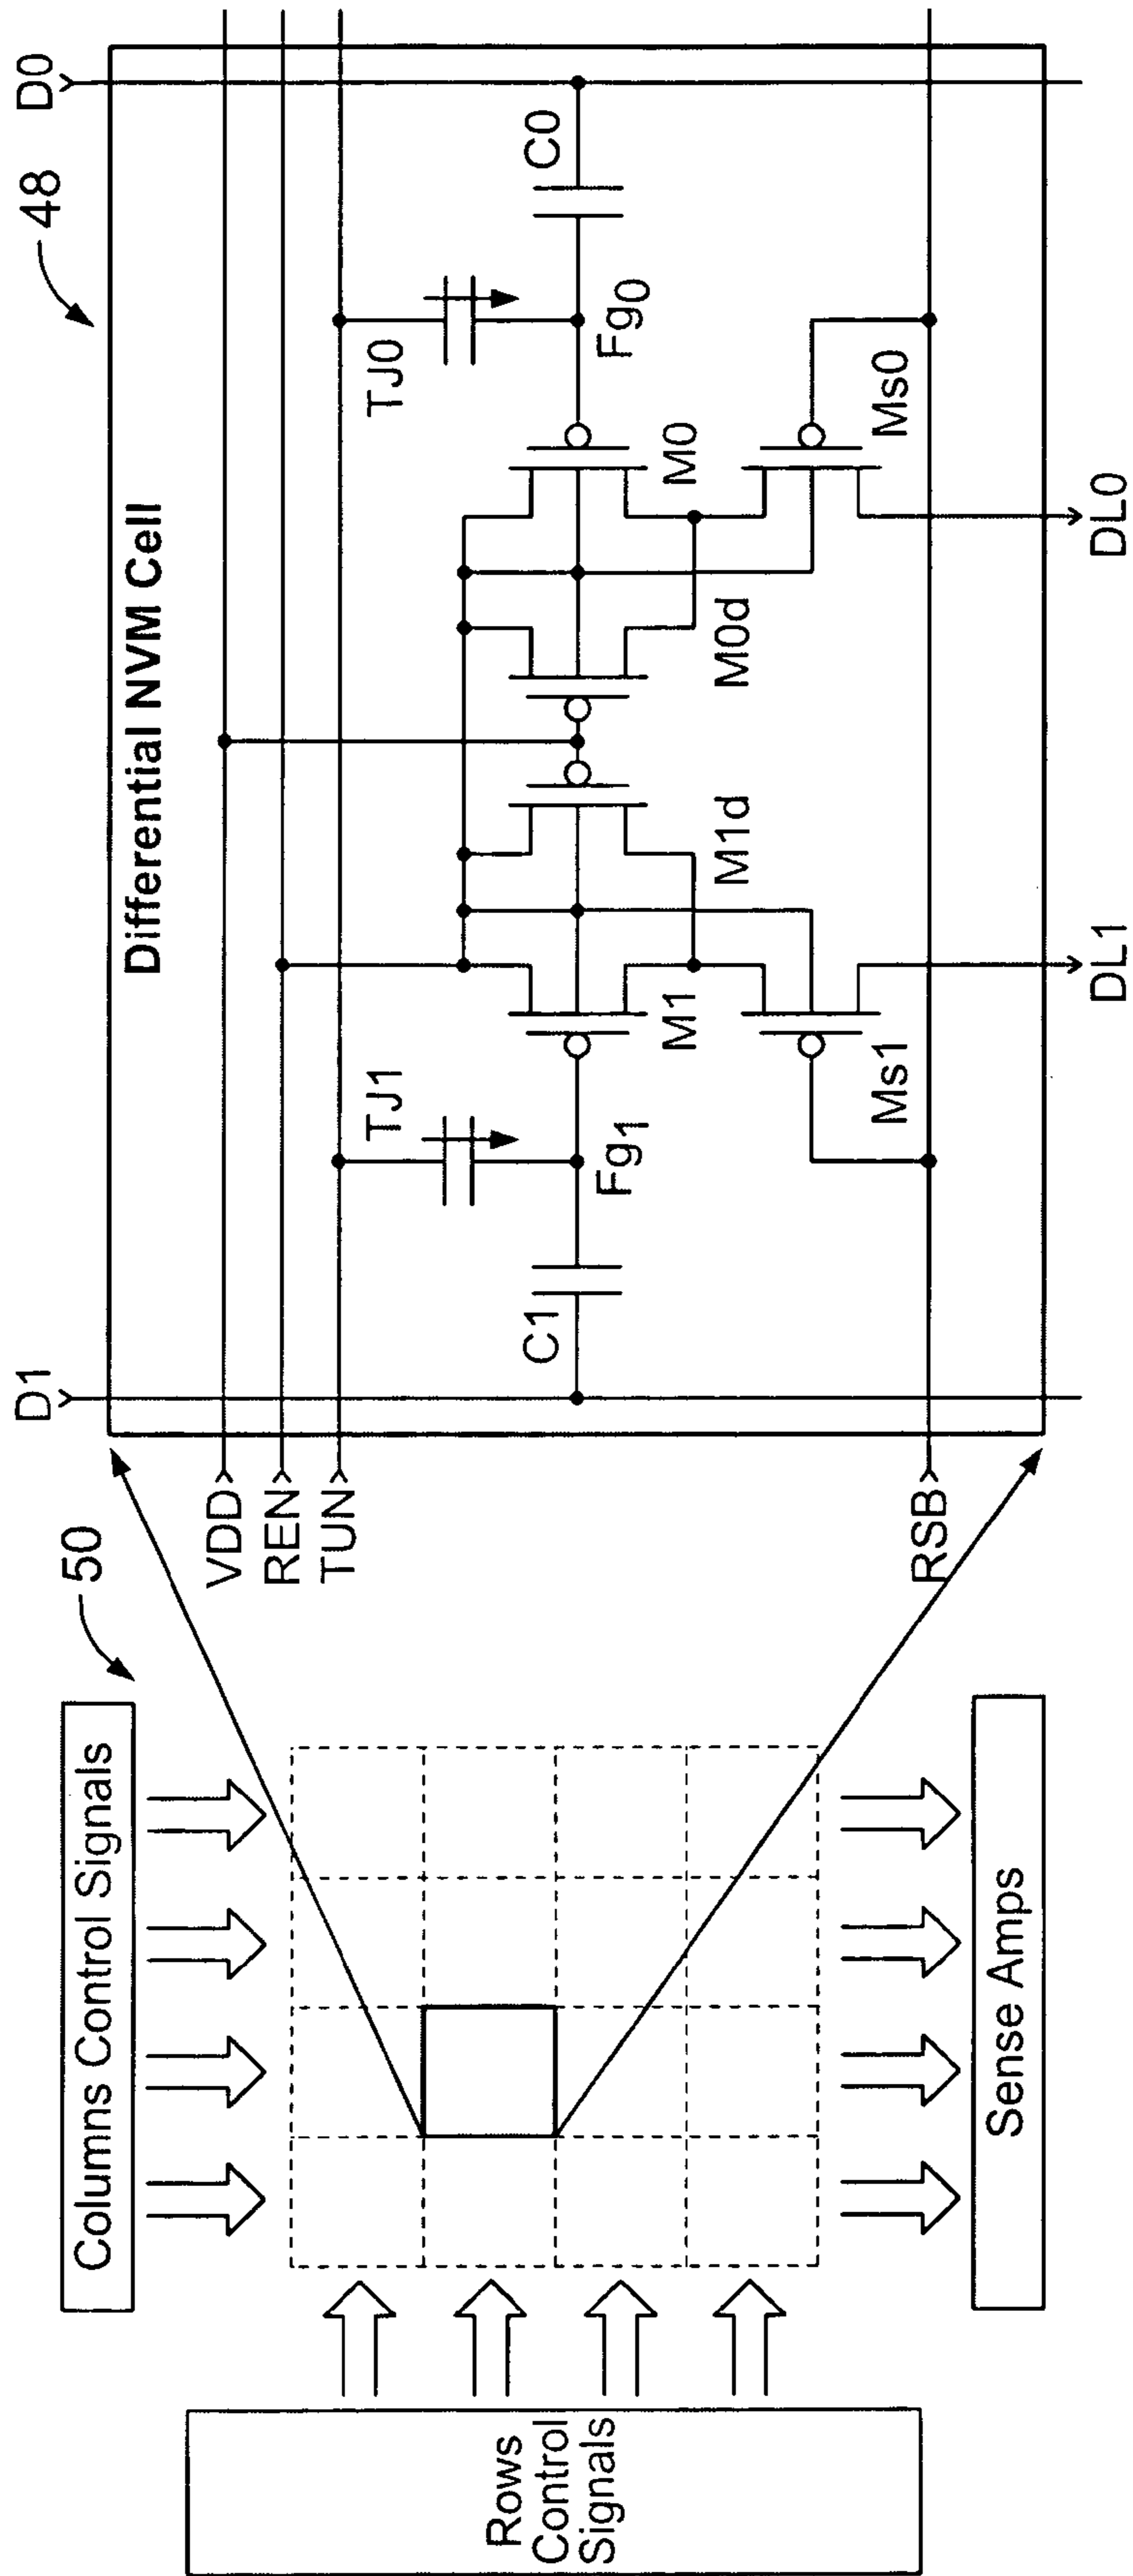 Columns Control Signals
50
Rows
Control
Signals
Sense Amps
48
D1
D0
Differential NVM Cell
VDD
REN
TUN
TJ1
TJ0
C1
Fg1
M1
M1d
M0d
M0
Fg0
C0
Ms1
Ms0
RSB
DL1
DL0